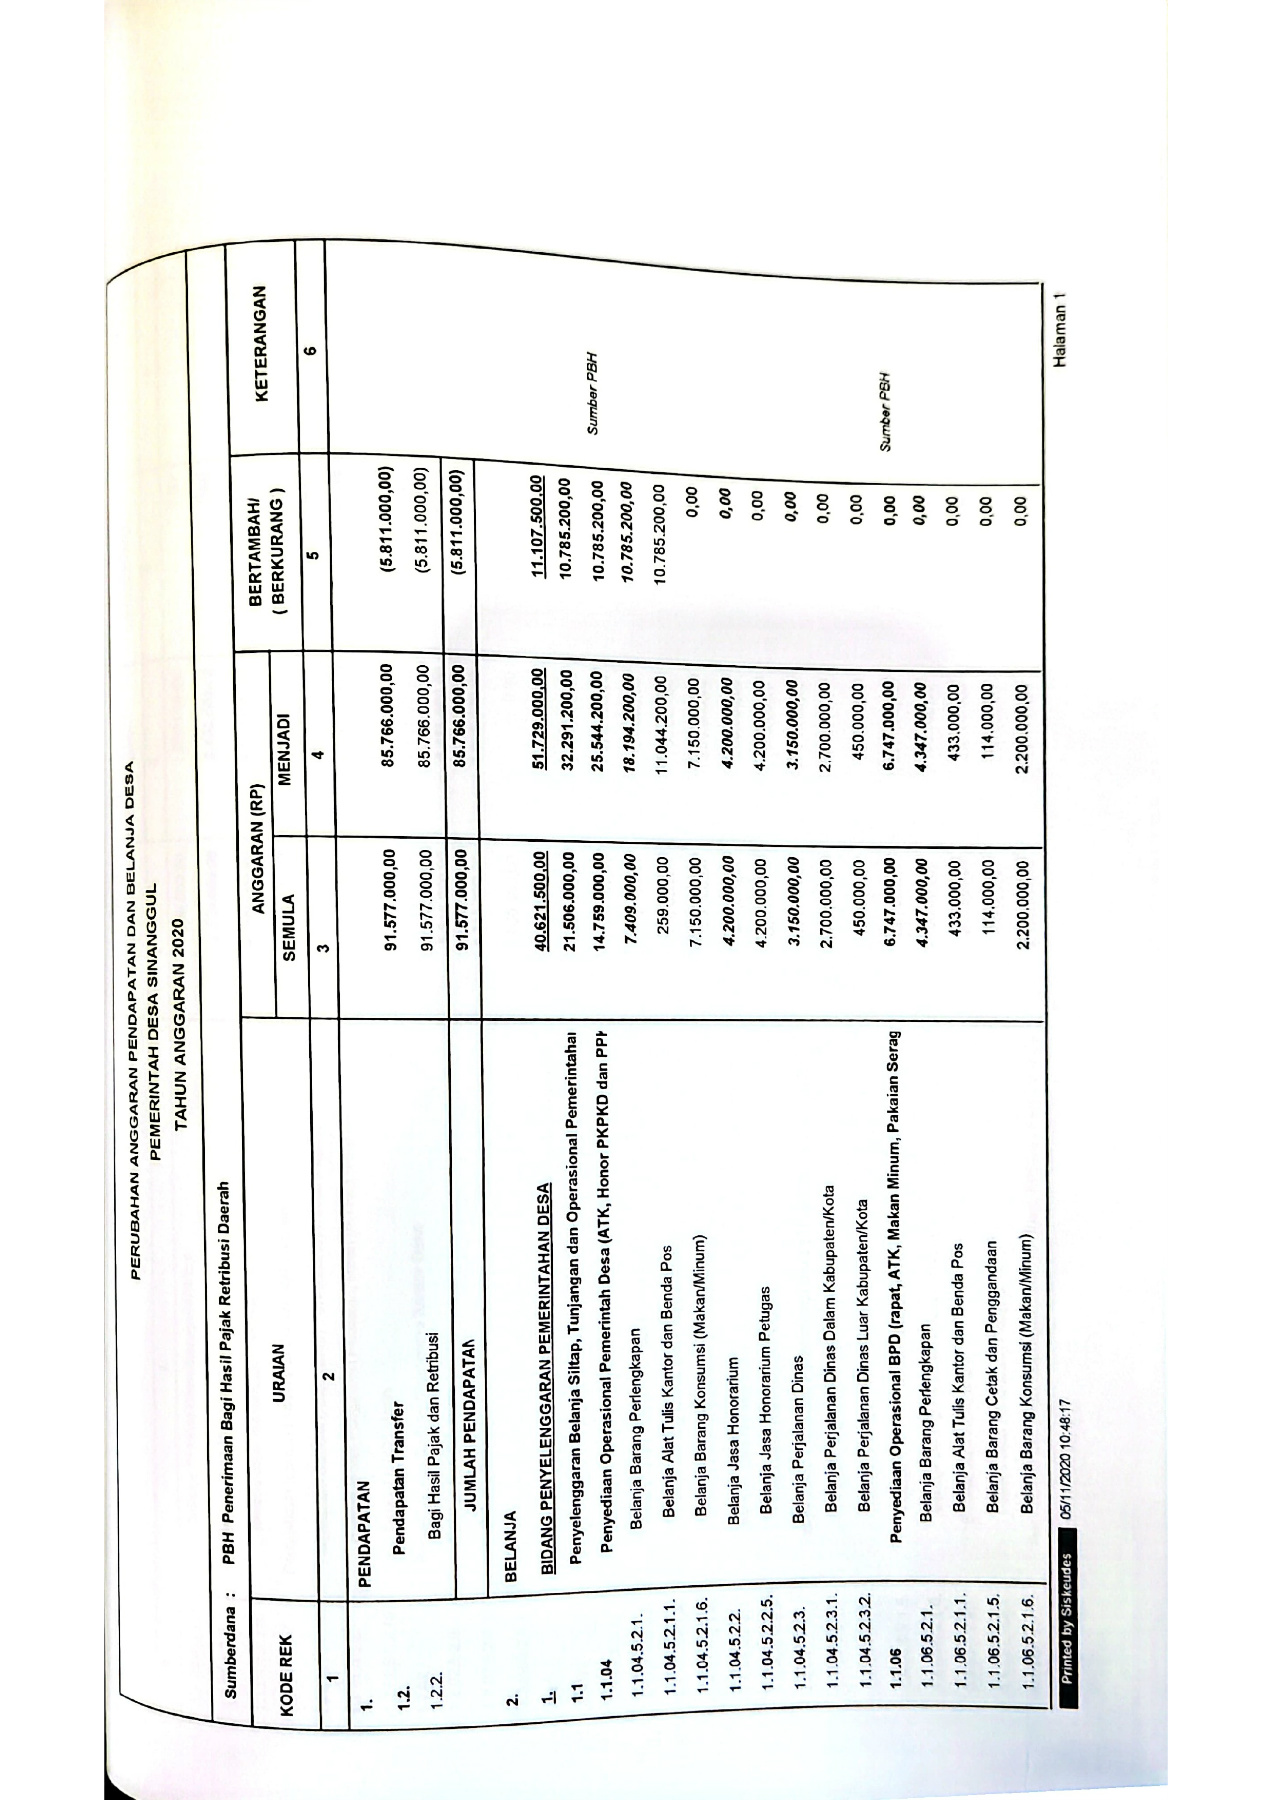 PERUBAHAN ANGGARAN PENDAPATAN DAN BELANJA DESA
PEMERINTAH DESA SINANGGUL
TAHUN ANGGARAN 2020
Sumberdana : PBH Penerimaan Bagi Hasil Pajak Retribusi Daerah
KODE REK URAIAN ANGGARAN (RP) BERTAMBAH/ ( BERKURANG ) KETERANGAN
SEMULA MENJADI
1 2 3 4 5 6
1. PENDAPATAN
1.2. Pendapatan Transfer 91.577.000,00 85.766.000,00 (5.811.000,00)
1.2.2. Bagi Hasil Pajak dan Retribusi 91.577.000,00 85.766.000,00 (5.811.000,00)
JUMLAH PENDAPATAN 91.577.000,00 85.766.000,00 (5.811.000,00)
2. BELANJA
1. BIDANG PENYELENGGARAN PEMERINTAHAN DESA 40.621.500,00 51.729.000,00 11.107.500,00
1.1 Penyelenggaran Belanja Siltap, Tunjangan dan Operasional Pemerintahan 21.506.000,00 32.291.200,00 10.785.200,00
1.1.04 Penyediaan Operasional Pemerintah Desa (ATK, Honor PKPKD dan PPK 14.759.000,00 25.544.200,00 10.785.200,00 Sumber PBH
1.1.04.5.2.1. Belanja Barang Perlengkapan 7.409.000,00 18.194.200,00 10.785.200,00
1.1.04.5.2.1.1. Belanja Alat Tulis Kantor dan Benda Pos 259.000,00 11.044.200,00 10.785.200,00
1.1.04.5.2.1.6. Belanja Barang Konsumsi (Makan/Minum) 7.150.000,00 7.150.000,00 0,00
1.1.04.5.2.2. Belanja Jasa Honorarium 4.200.000,00 4.200.000,00 0,00
1.1.04.5.2.2.5. Belanja Jasa Honorarium Petugas 4.200.000,00 4.200.000,00 0,00
1.1.04.5.2.3. Belanja Perjalanan Dinas 3.150.000,00 3.150.000,00 0,00
1.1.04.5.2.3.1. Belanja Perjalanan Dinas Dalam Kabupaten/Kota 2.700.000,00 2.700.000,00 0,00
1.1.04.5.2.3.2. Belanja Perjalanan Dinas Luar Kabupaten/Kota 450.000,00 450.000,00 0,00
1.1.06 Penyediaan Operasional BPD (rapat, ATK, Makan Minum, Pakaian Serag 6.747.000,00 6.747.000,00 0,00 Sumber PBH
1.1.06.5.2.1. Belanja Barang Perlengkapan 4.347.000,00 4.347.000,00 0,00
1.1.06.5.2.1.1. Belanja Alat Tulis Kantor dan Benda Pos 433.000,00 433.000,00 0,00
1.1.06.5.2.1.5. Belanja Barang Cetak dan Penggandaan 114.000,00 114.000,00 0,00
1.1.06.5.2.1.6. Belanja Barang Konsumsi (Makan/Minum) 2.200.000,00 2.200.000,00 0,00
Printed by Siskeudes 05/11/2020 10:48:17 Halaman 1